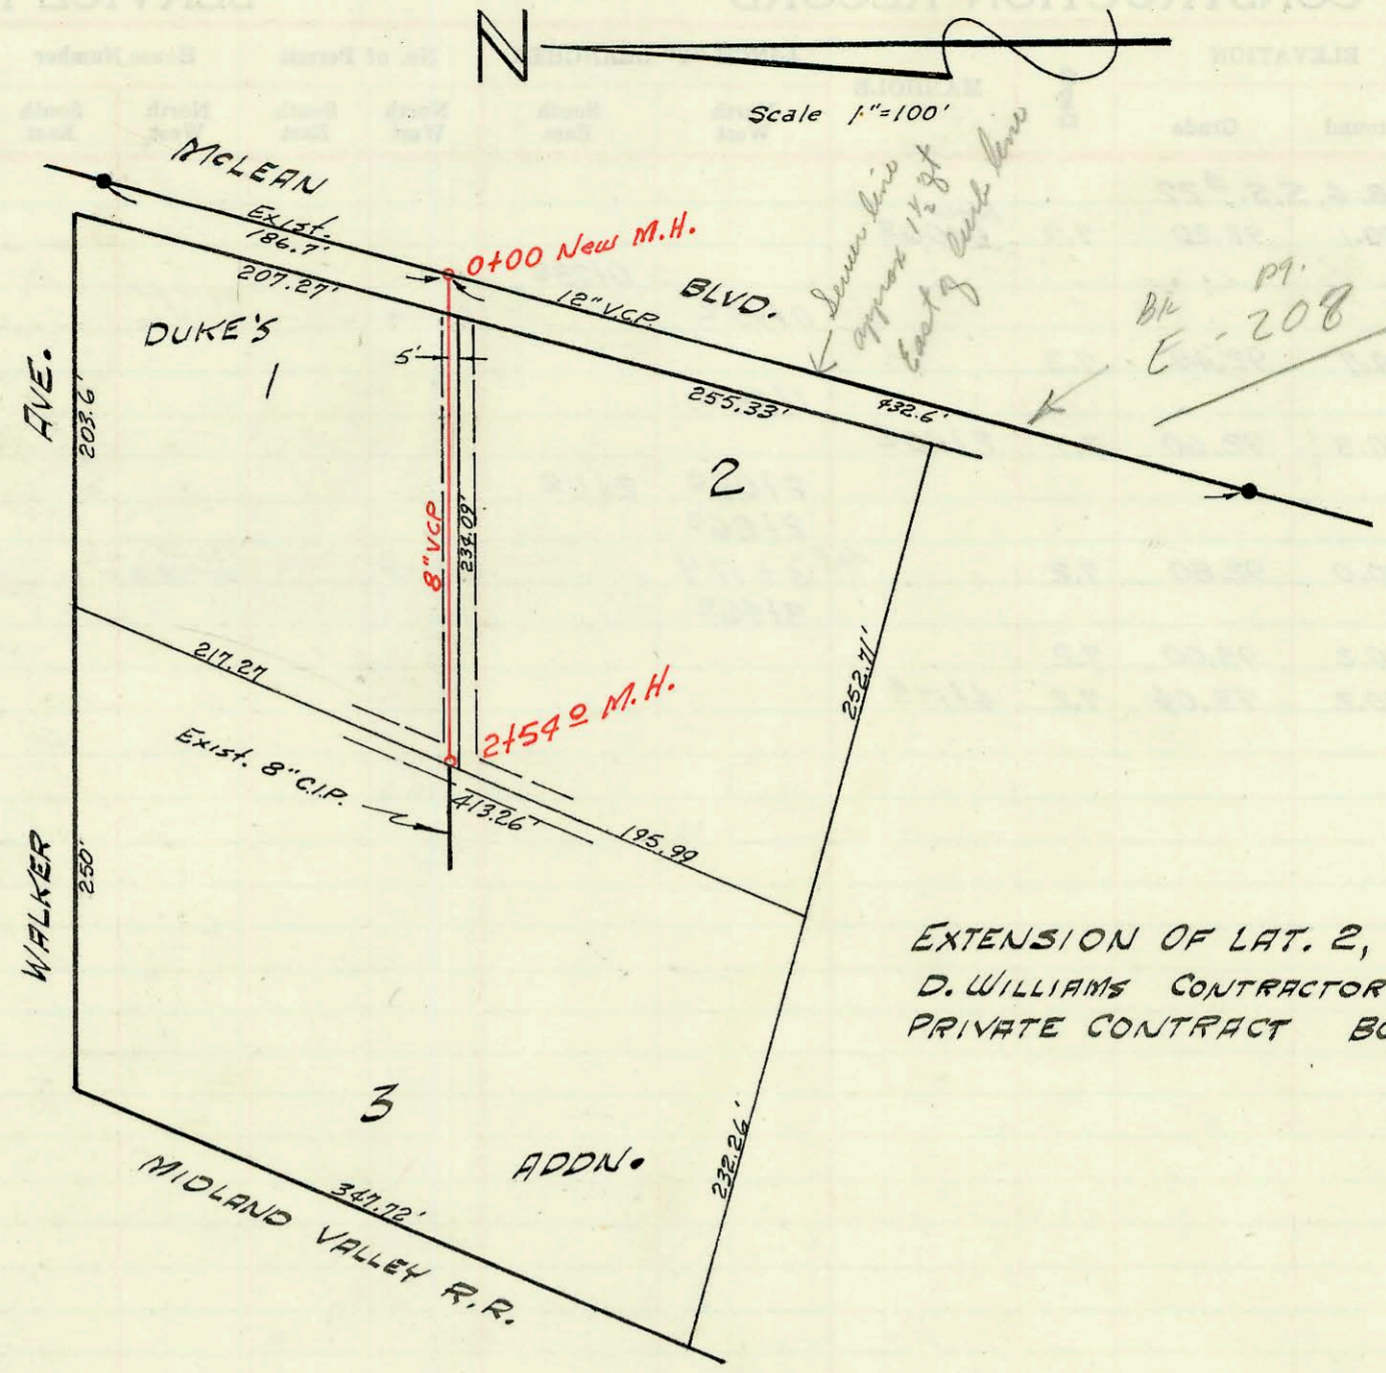 N
Scale 1"=100'
McLEAN
Exist.
186.7'
207.27'
0+00 New M.H.
12" V.C.P.
BLVD.
Sewer line
approx 1½ ft
East of Curb line
BK pg.
E - 208
DUKE'S
1
5'
AVE.
203.6'
255.33'
432.6'
2
8" VCP
234.09'
217.27
252.71'
2+54 0 M.H.
Exist. 8" C.I.P.
413.26'
195.99
WALKER
250'
EXTENSION OF LAT. 2,
D. WILLIAMS CONTRACTOR
PRIVATE CONTRACT BO
3
ADDN.
232.26'
347.72'
MIDLAND VALLEY R.R.